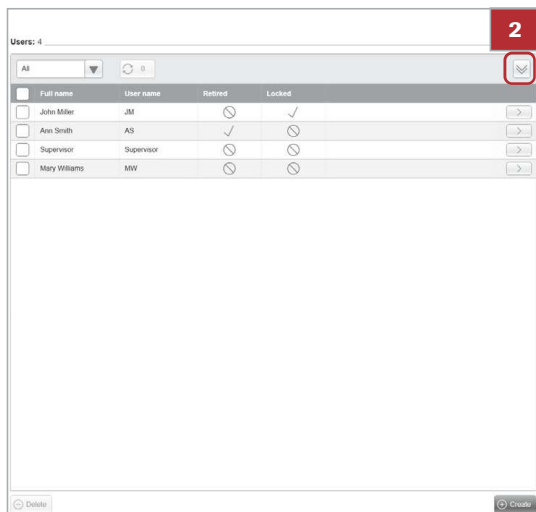 2
Users: 4
All 0
Full name User name Retired Locked
John Miller JM
Ann Smith AS
Supervisor Supervisor
Mary Williams MW
Delete Create